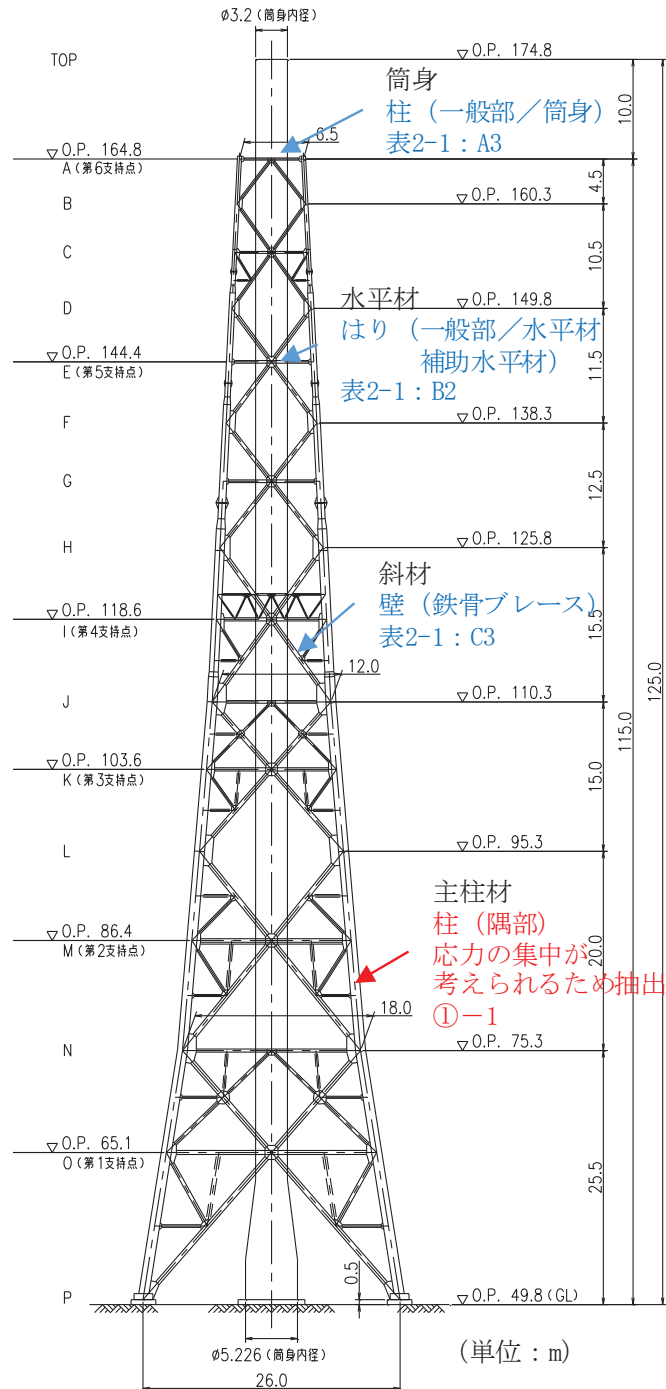 φ3.2(筒身内径)
TOP
▽O.P. 174.8
筒身
柱(一般部／筒身)
表2-1：A3
10.0
6.5
▽O.P. 164.8
A(第6支持点)
4.5
B
▽O.P. 160.3
C
10.5
水平材
はり(一般部／水平材
補助水平材)
表2-1：B2
D
▽O.P. 149.8
▽O.P. 144.4
E(第5支持点)
11.5
F
▽O.P. 138.3
G
12.5
H
▽O.P. 125.8
斜材
壁(鉄骨ブレース)
表2-1：C3
▽O.P. 118.6
I(第4支持点)
15.5
12.0
J
▽O.P. 110.3
115.0
125.0
▽O.P. 103.6
K(第3支持点)
15.0
L
▽O.P. 95.3
主柱材
柱(隅部)
応力の集中が
考えられるため抽出
①－1
▽O.P. 86.4
M(第2支持点)
20.0
18.0
N
▽O.P. 75.3
▽O.P. 65.1
O(第1支持点)
25.5
0.5
P
▽O.P. 49.8(GL)
φ5.226(筒身内径)
(単位：m)
26.0